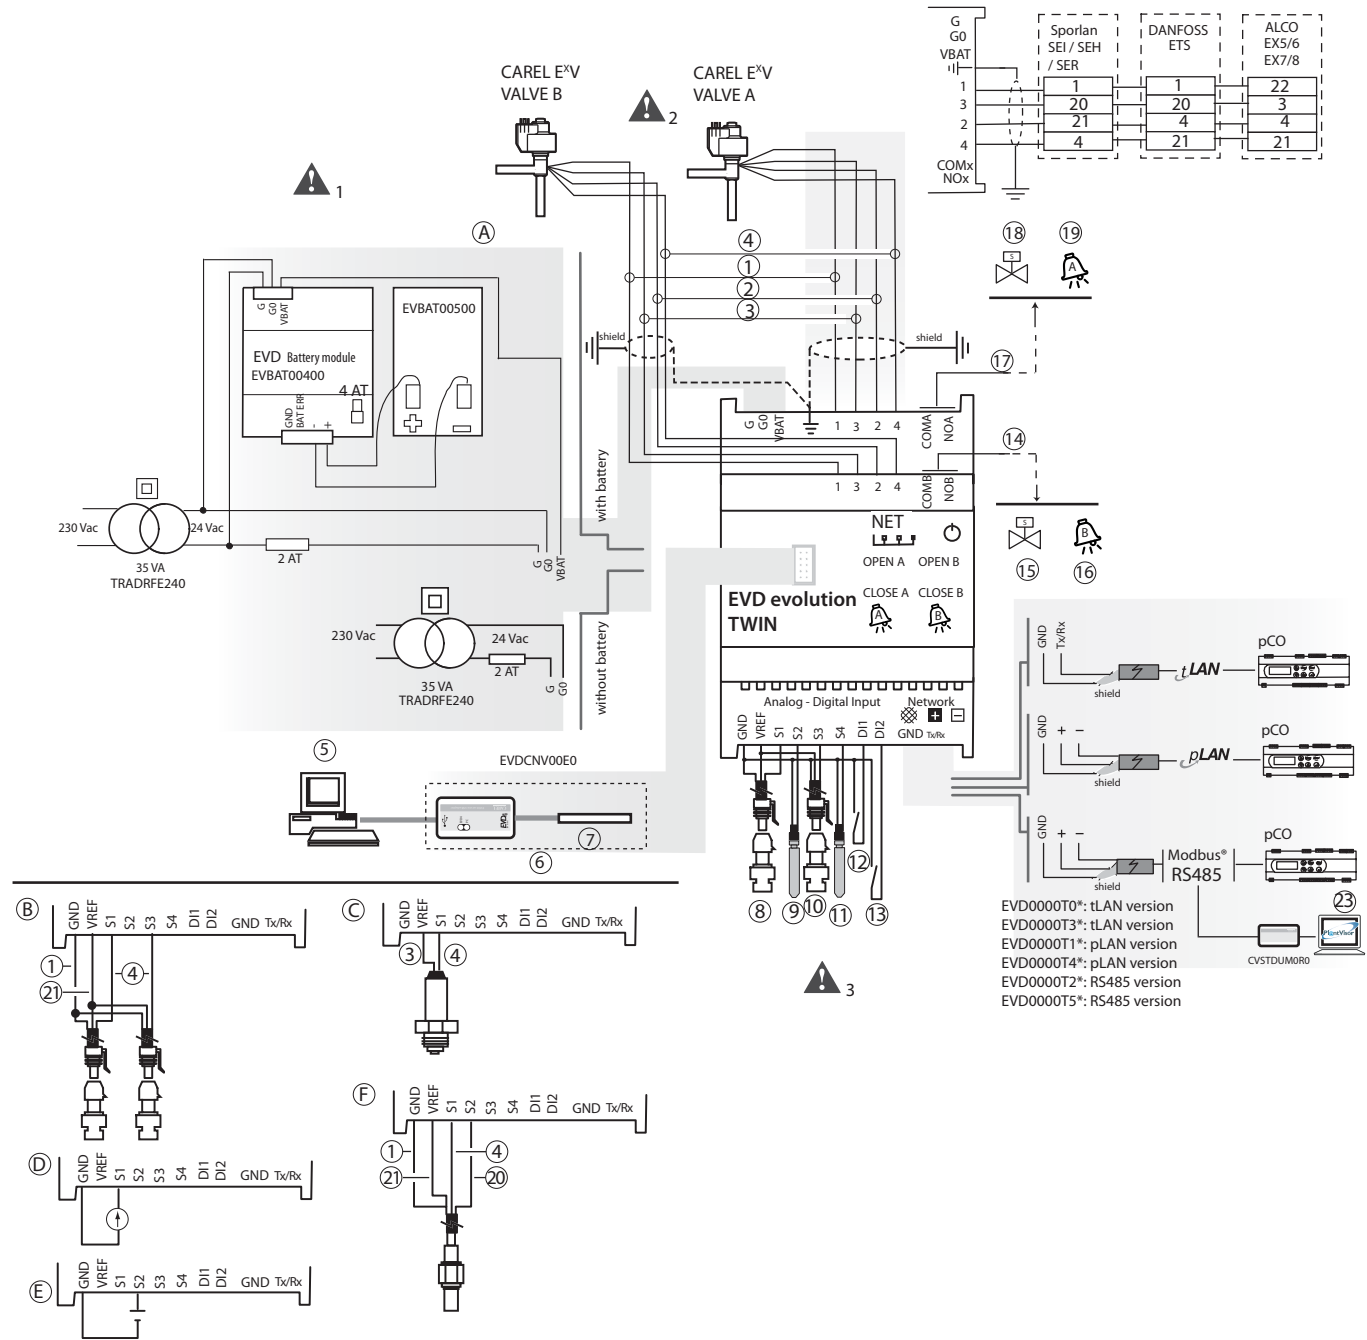 CAREL EˣV
VALVE B
CAREL EˣV
VALVE A
2
1
G
G0
VBAT
1
3
2
4
COMx
NOx
Sporlan
SEI / SEH
/ SER
1
20
21
4
DANFOSS
ETS
1
20
4
21
ALCO
EX5/6
EX7/8
22
3
4
21
A
G
G0
VBAT
EVD Battery module
EVBAT00400
4 AT
GND
BAT ERR
-
+
EVBAT00500
230 Vac
24 Vac
35 VA
TRADRFE240
2 AT
G
G0
VBAT
with battery
without battery
230 Vac
24 Vac
35 VA
TRADRFE240
2 AT
G
G0
4
1
2
3
shield
shield
17
18
S
19
A
14
15
S
16
B
G
G0
VBAT
1 3 2 4
COMA
NOA
1 3 2 4
COMB
NOB
NET
OPEN A OPEN B
CLOSE A CLOSE B
A
B
EVD evolution
TWIN
Analog - Digital Input Network
GND
VREF
S1
S2
S3
S4
DI1
DI2
GND Tx/Rx
5
EVDCNV00E0
EVD
6
7
8
9
10
11
12
13
3
GND
Tx/Rx
shield
tLAN
pCO
GND
+
−
shield
pLAN
pCO
GND
+
−
shield
Modbus®
RS485
pCO
EVD0000T0*: tLAN version
EVD0000T3*: tLAN version
EVD0000T1*: pLAN version
EVD0000T4*: pLAN version
EVD0000T2*: RS485 version
EVD0000T5*: RS485 version
23
CVSTDUM0R0
PlantVisor
B
GND
VREF
S1
S2
S3
S4
DI1
DI2
GND Tx/Rx
1
4
21
C
GND
VREF
S1
S2
S3
S4
DI1
DI2
GND Tx/Rx
3
4
D
GND
VREF
S1
S2
S3
S4
DI1
DI2
GND Tx/Rx
E
GND
VREF
S1
S2
S3
S4
DI1
DI2
GND Tx/Rx
F
GND
VREF
S1
S2
S3
S4
DI1
DI2
GND Tx/Rx
1
4
21
20